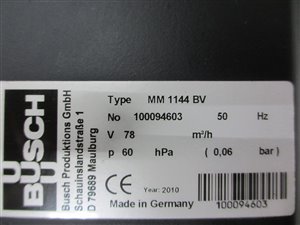 BUSCH
Busch Produktions GmbH
Schauinslandstraße 1
D 79689 Maulburg
Type MM 1144 BV
No 100094603 50 Hz
V 78 m³/h
p 60 hPa ( 0,06 bar )
CE Year: 2010
Made in Germany 100094603